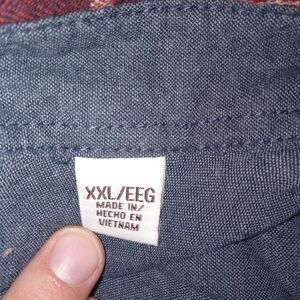 XXL/EEG
MADE IN/
HECHO EN
VIETNAM